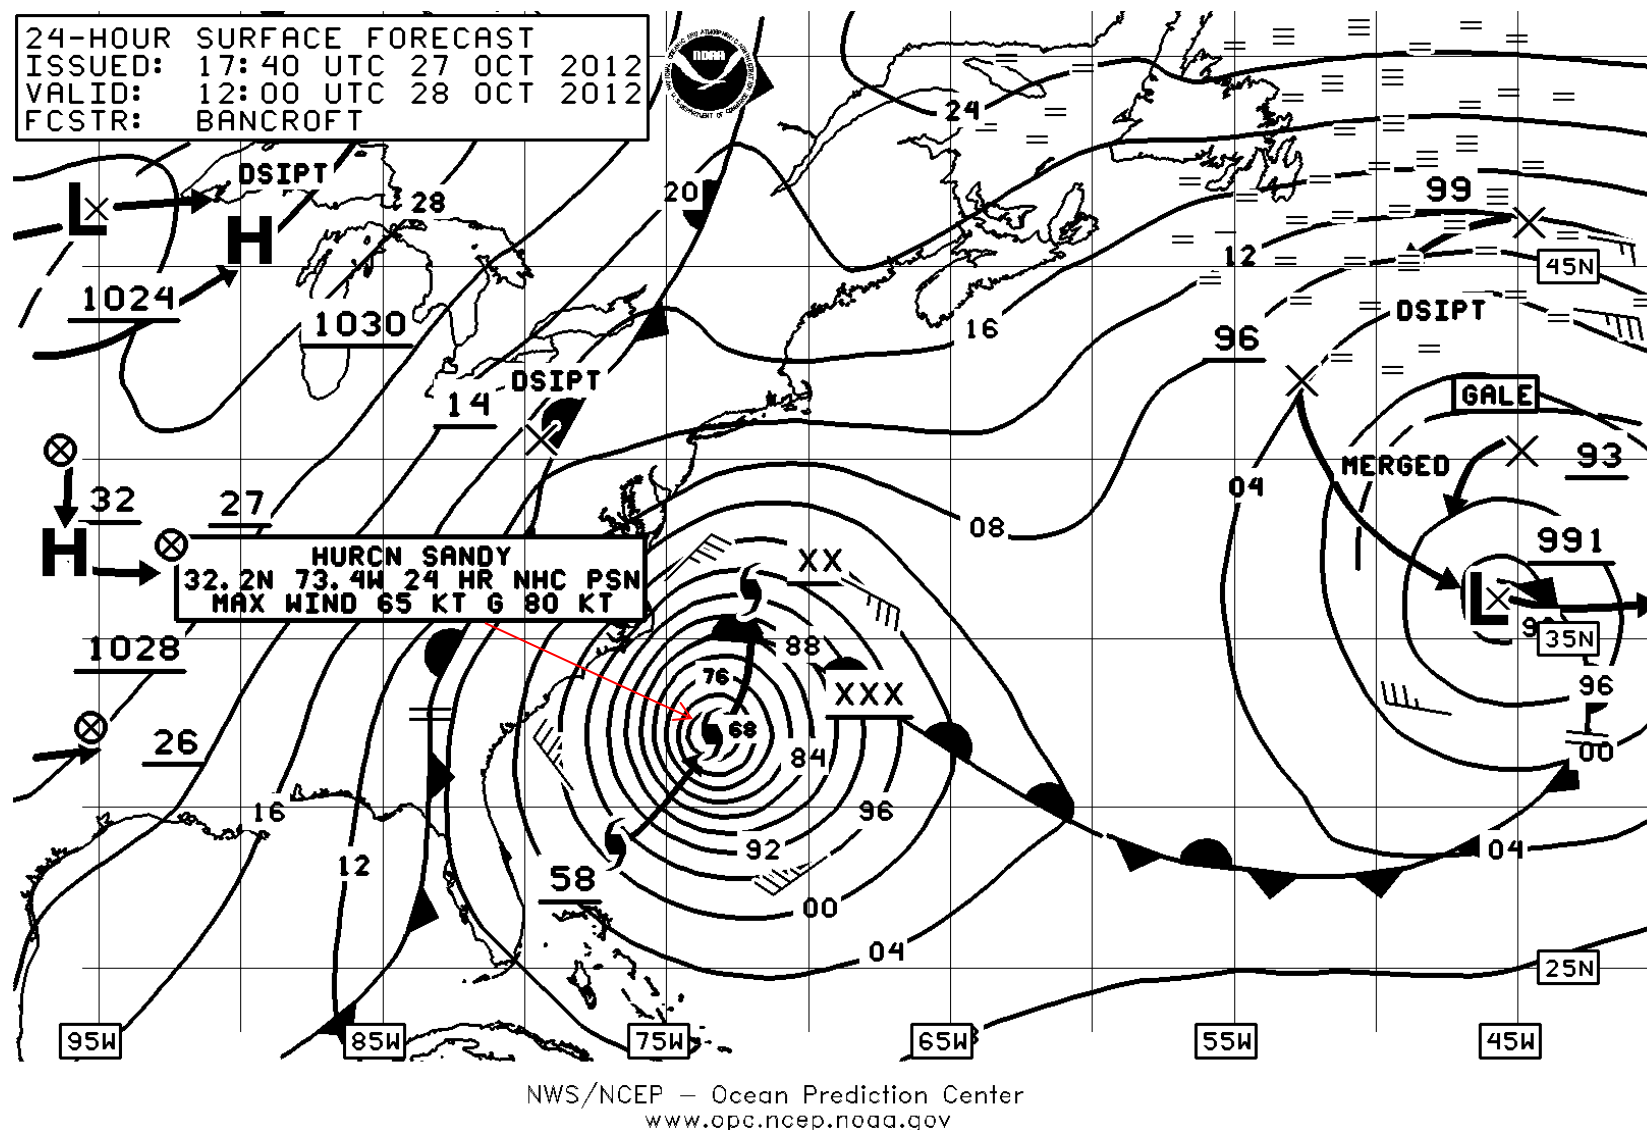 24-HOUR SURFACE FORECAST
ISSUED: 17:40 UTC 27 OCT 2012
VALID: 12:00 UTC 28 OCT 2012
FCSTR: BANCROFT
NOAA
24
DSIPT
L
H
28
20
99
12
45N
1024
1030
16
DSIPT
96
DSIPT
14
GALE
MERGED
93
04
32
27
08
H
991
HURCN SANDY
32.2N 73.4W 24 HR NHC PSN
MAX WIND 65 KT G 80 KT
XX
L
35N
1028
88
76
XXX
96
68
26
84
00
16
96
92
04
12
58
00
04
25N
95W
85W
75W
65W
55W
45W
NWS/NCEP – Ocean Prediction Center
www.opc.ncep.noaa.gov